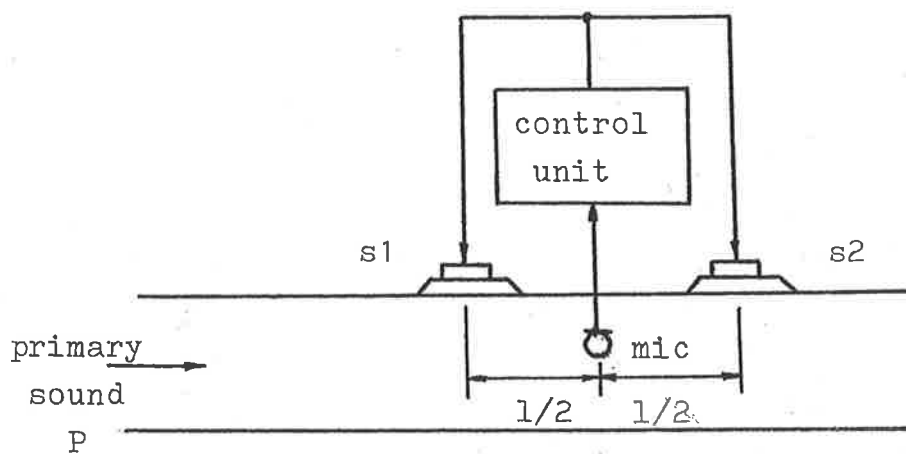 control
unit
s1
s2
primary
sound
P
mic
1/2
1/2